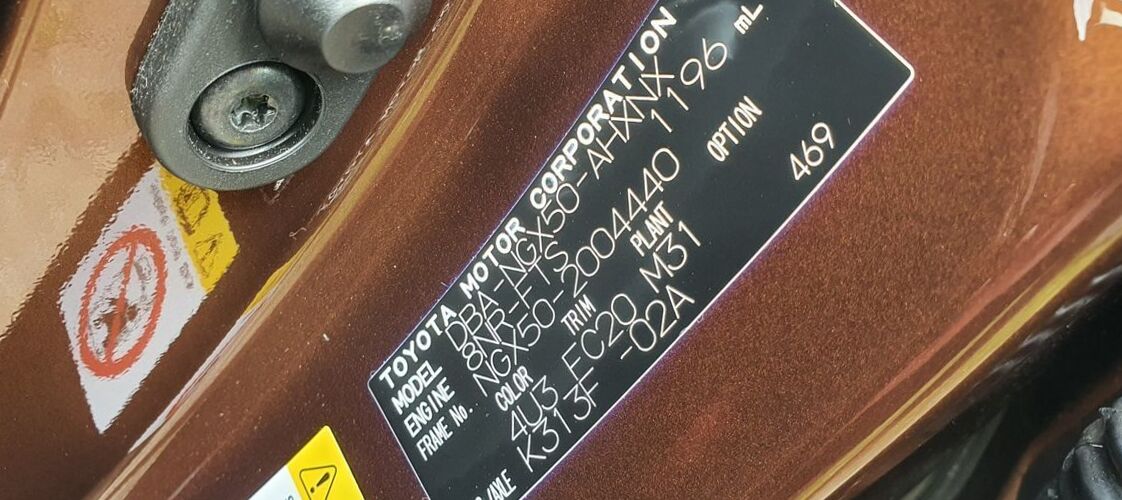 TOYOTA MOTOR CORPORATION
MODEL DBA-NGX50-AHXNX
ENGINE 8NR-FTS 1196 mL
FRAME No. NGX50-2004440
COLOR TRIM PLANT OPTION
4U3 FC20 M31 469
/AXLE K313F -02A